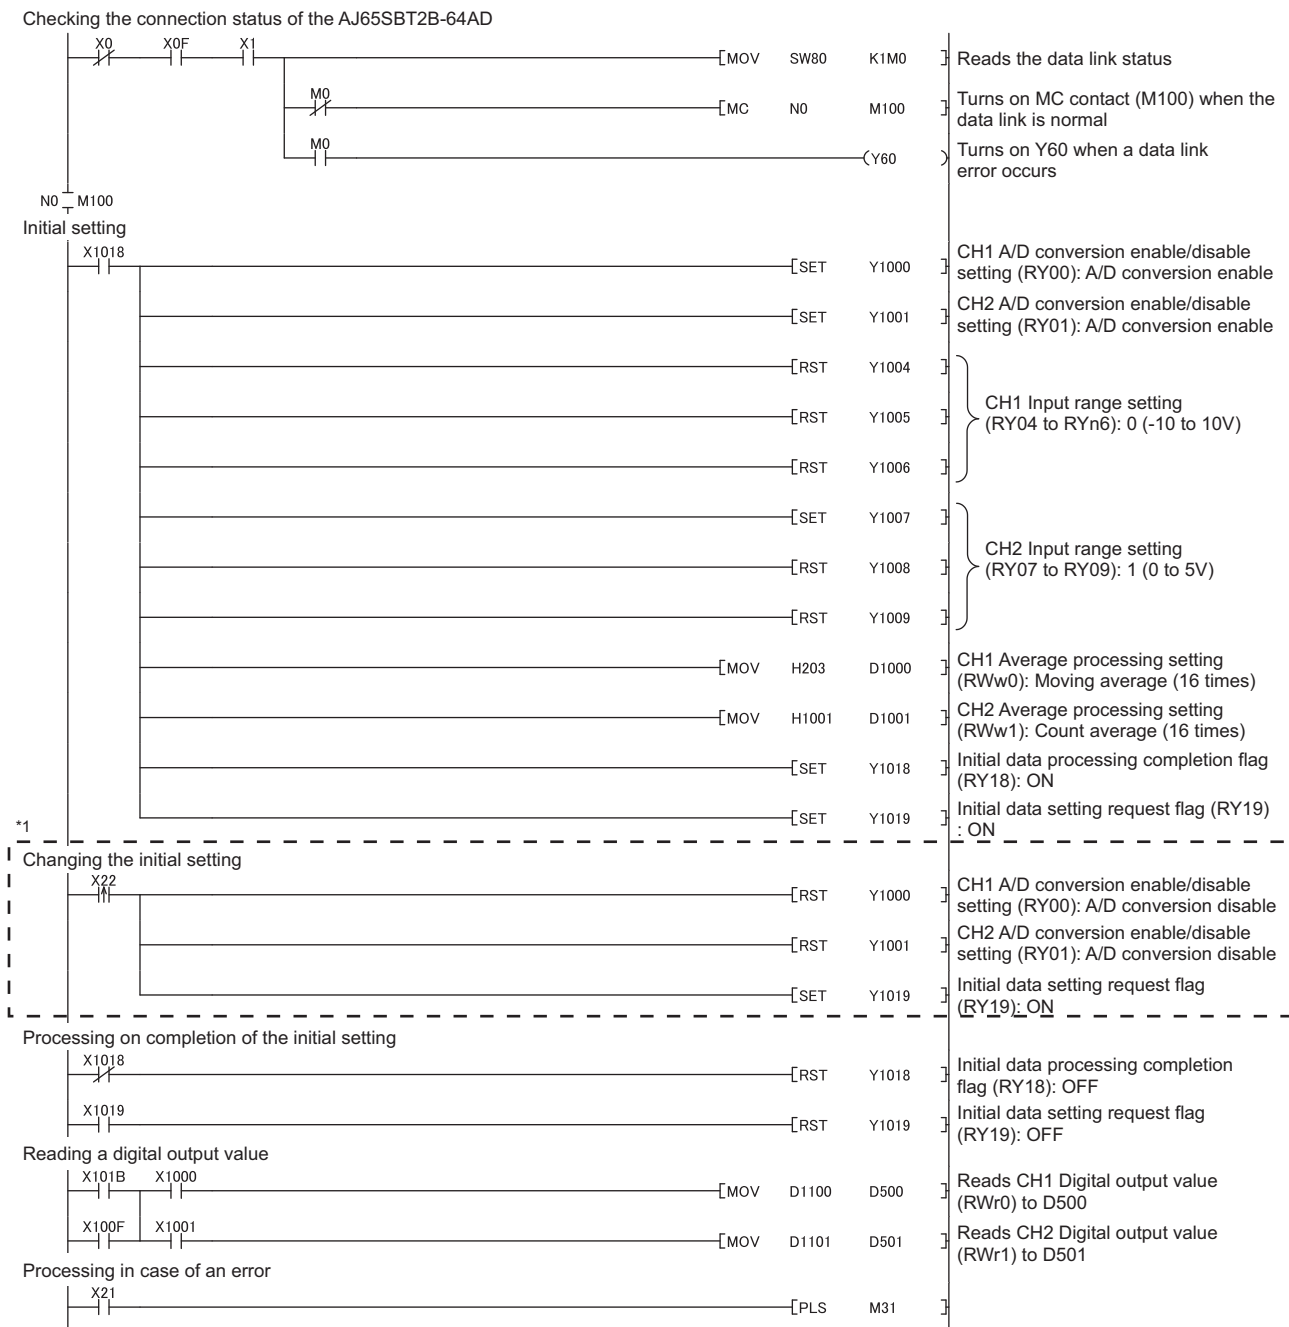 Checking the connection status of the AJ65SBT2B-64AD
X0 X0F X1
[MOV SW80 K1M0 ] Reads the data link status
M0
[MC N0 M100 ] Turns on MC contact (M100) when the
data link is normal
M0
(Y60 ) Turns on Y60 when a data link
error occurs
N0 M100
Initial setting
X1018
[SET Y1000 ] CH1 A/D conversion enable/disable
setting (RY00): A/D conversion enable
[SET Y1001 ] CH2 A/D conversion enable/disable
setting (RY01): A/D conversion enable
[RST Y1004 ]
[RST Y1005 ] CH1 Input range setting
(RY04 to RYn6): 0 (-10 to 10V)
[RST Y1006 ]
[SET Y1007 ]
[RST Y1008 ] CH2 Input range setting
(RY07 to RY09): 1 (0 to 5V)
[RST Y1009 ]
[MOV H203 D1000 ] CH1 Average processing setting
(RWw0): Moving average (16 times)
[MOV H1001 D1001 ] CH2 Average processing setting
(RWw1): Count average (16 times)
[SET Y1018 ] Initial data processing completion flag
(RY18): ON
[SET Y1019 ] Initial data setting request flag (RY19)
: ON
*1
Changing the initial setting
X22
[RST Y1000 ] CH1 A/D conversion enable/disable
setting (RY00): A/D conversion disable
[RST Y1001 ] CH2 A/D conversion enable/disable
setting (RY01): A/D conversion disable
[SET Y1019 ] Initial data setting request flag
(RY19): ON
Processing on completion of the initial setting
X1018
[RST Y1018 ] Initial data processing completion
flag (RY18): OFF
X1019
[RST Y1019 ] Initial data setting request flag
(RY19): OFF
Reading a digital output value
X101B X1000
[MOV D1100 D500 ] Reads CH1 Digital output value
(RWr0) to D500
X100F X1001
[MOV D1101 D501 ] Reads CH2 Digital output value
(RWr1) to D501
Processing in case of an error
X21
[PLS M31 ]